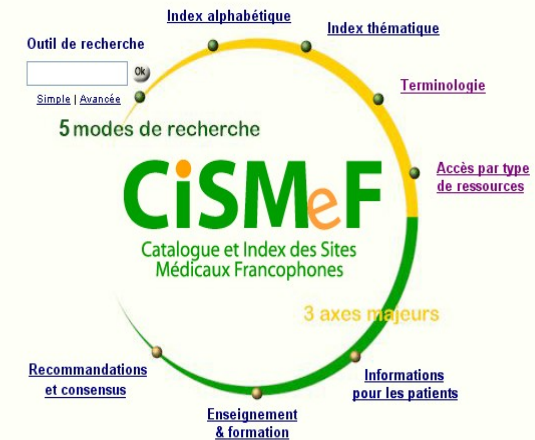 Index alphabétique
Index thématique
Outil de recherche
Ok
Simple | Avancée
Terminologie
5 modes de recherche
Accès par type
de ressources
CiSMeF
Catalogue et Index des Sites
Médicaux Francophones
3 axes majeurs
Recommandations
et consensus
Informations
pour les patients
Enseignement
& formation